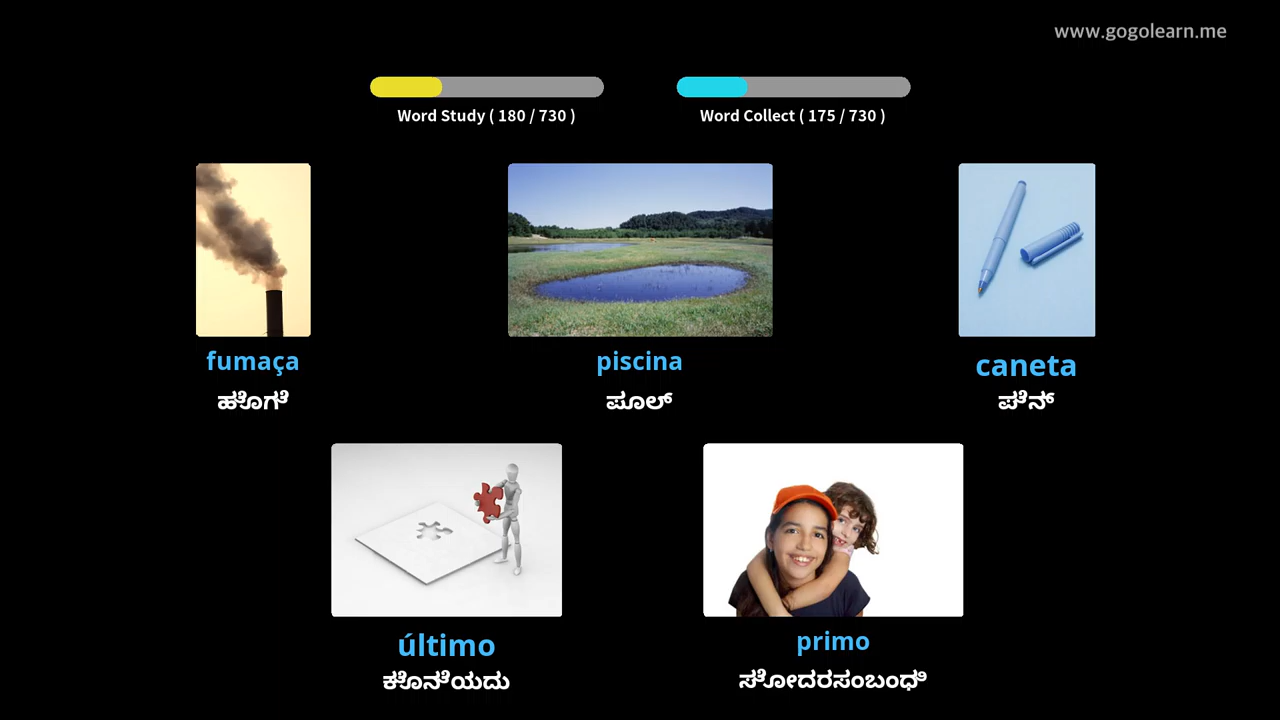 www.gogolearn.me
Word Study ( 180 / 730 )
Word Collect ( 175 / 730 )
fumaça
piscina
caneta
ಹೊಗೆ
ಪೂಲ್
ಪೆನ್
último
primo
ಕೊನೆಯದು
ಸೋದರಸಂಬಂಧಿ